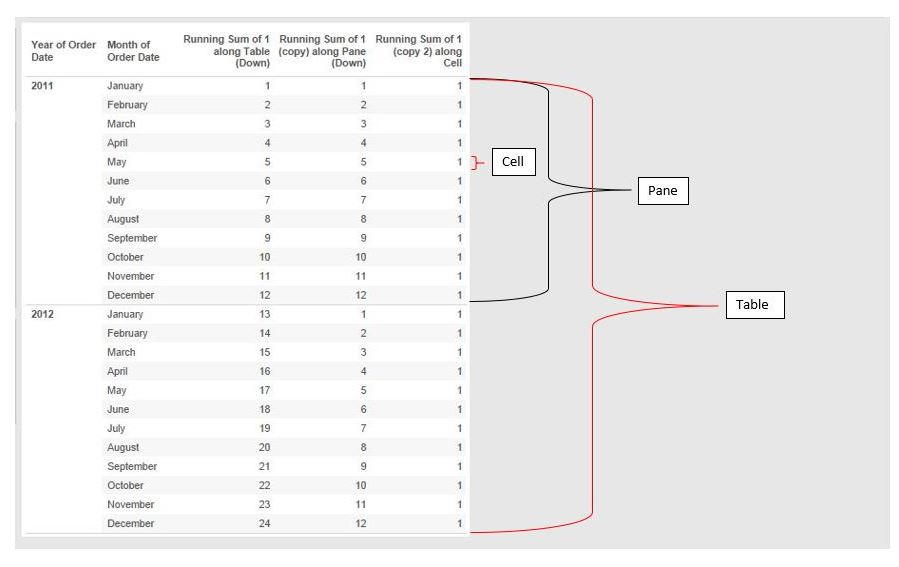 Year of Order Date Month of Order Date Running Sum of 1 along Table (Down) Running Sum of 1 (copy) along Pane (Down) Running Sum of 1 (copy 2) along Cell
2011 January 1 1 1
February 2 2 1
March 3 3 1
April 4 4 1
May 5 5 1
Cell
June 6 6 1
Pane
July 7 7 1
August 8 8 1
September 9 9 1
October 10 10 1
November 11 11 1
December 12 12 1
Table
2012 January 13 1 1
February 14 2 1
March 15 3 1
April 16 4 1
May 17 5 1
June 18 6 1
July 19 7 1
August 20 8 1
September 21 9 1
October 22 10 1
November 23 11 1
December 24 12 1